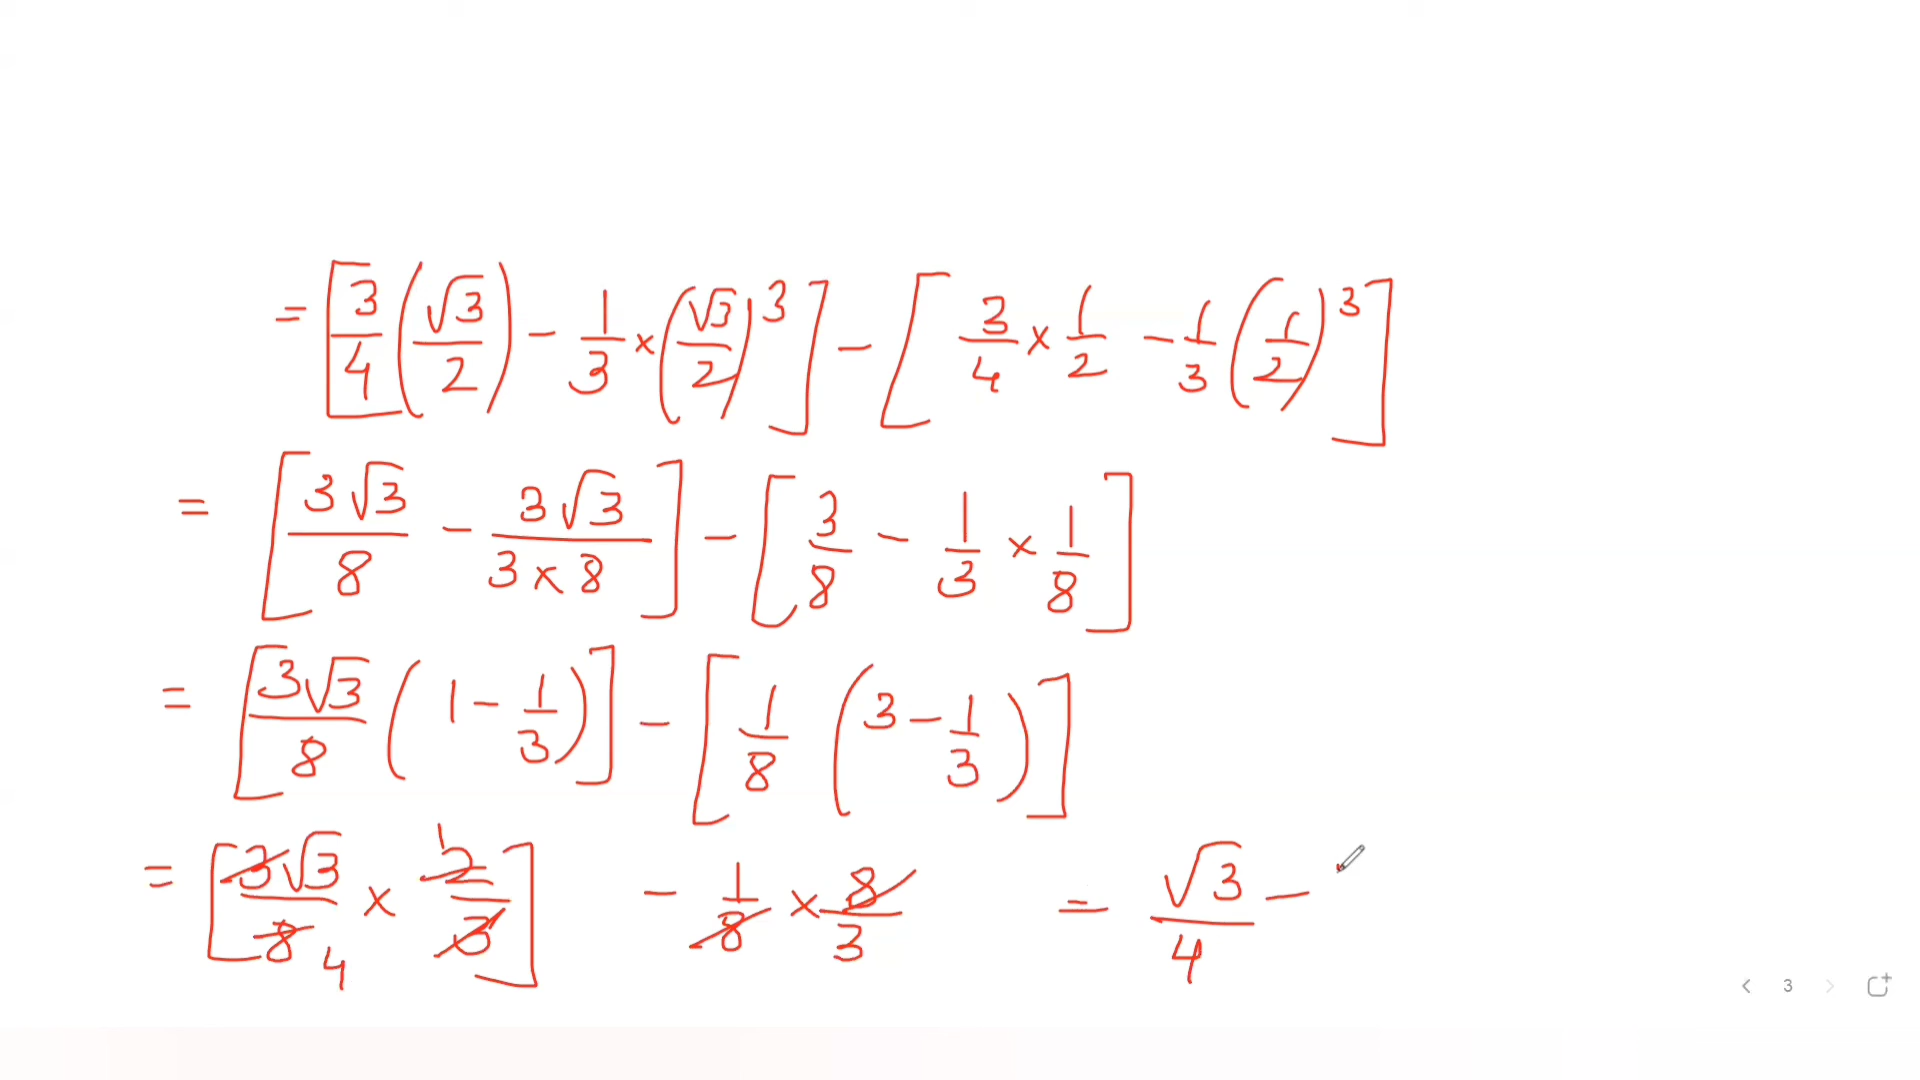 = [3/4 (√3/2) - 1/3 × (√3/2)^3] - [3/4 × 1/2 - 1/3 (1/2)^3]
= [3√3/8 - 3√3/(3 × 8)] - [3/8 - 1/3 × 1/8]
= [3√3/8 (1 - 1/3)] - [1/8 (3 - 1/3)]
= [3√3/8 4 × 1 2/3] - 1/8 × 8/3 = √3/4 -
< 3 >